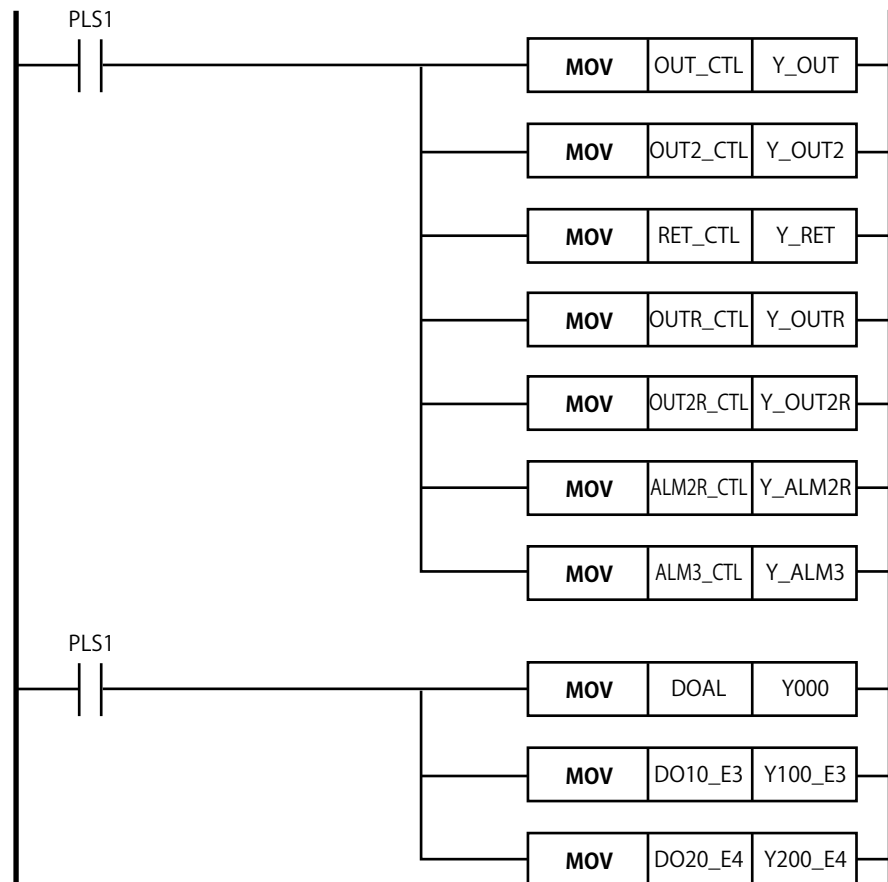 PLS1
MOV OUT_CTL Y_OUT
MOV OUT2_CTL Y_OUT2
MOV RET_CTL Y_RET
MOV OUTR_CTL Y_OUTR
MOV OUT2R_CTL Y_OUT2R
MOV ALM2R_CTL Y_ALM2R
MOV ALM3_CTL Y_ALM3
PLS1
MOV DOAL Y000
MOV DO10_E3 Y100_E3
MOV DO20_E4 Y200_E4